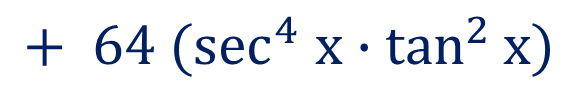 + 64 (sec⁴ x · tan² x)